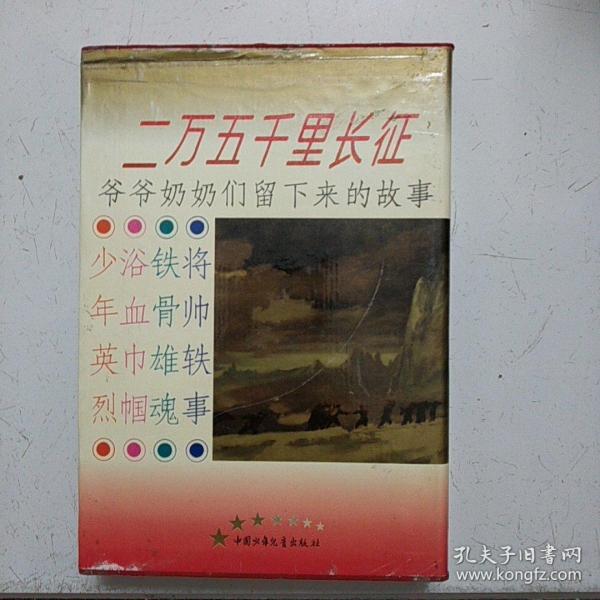 二万五千里长征
爷爷奶奶们留下来的故事
少年英烈
浴血巾帼
铁骨雄魂
将帅轶事
中国少年儿童出版社
孔夫子旧书网
www.kongfz.com